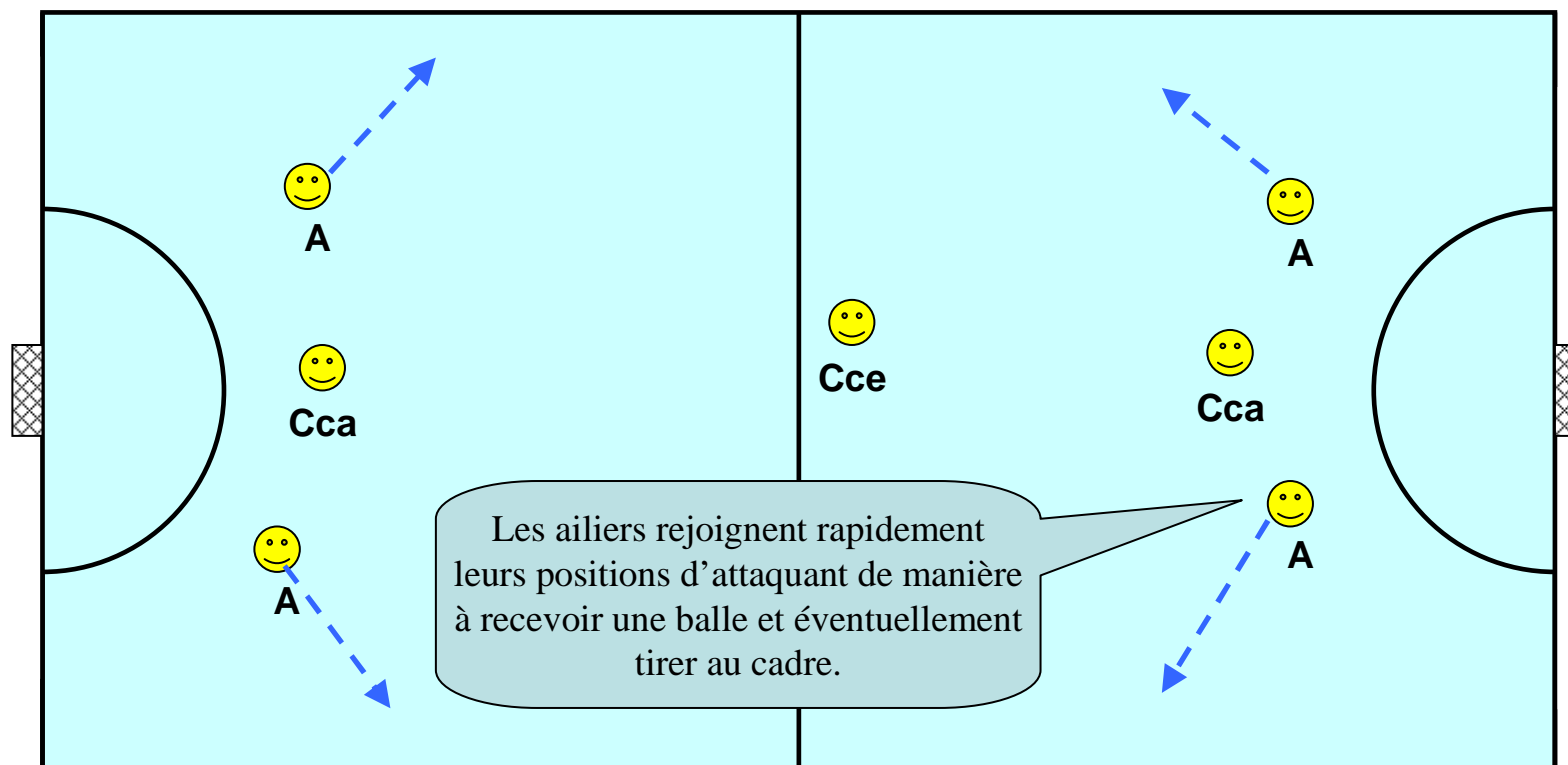 A
A
Cce
Cca
Cca
Les ailiers rejoignent rapidement
leurs positions d’attaquant de manière
à recevoir une balle et éventuellement
tirer au cadre.
A
A